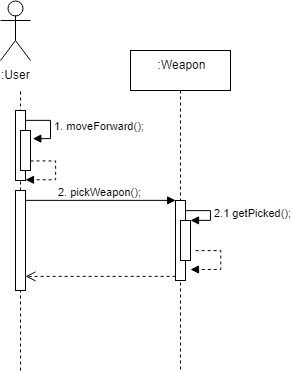 :User
:Weapon
1. moveForward();
2. pickWeapon();
2.1 getPicked();